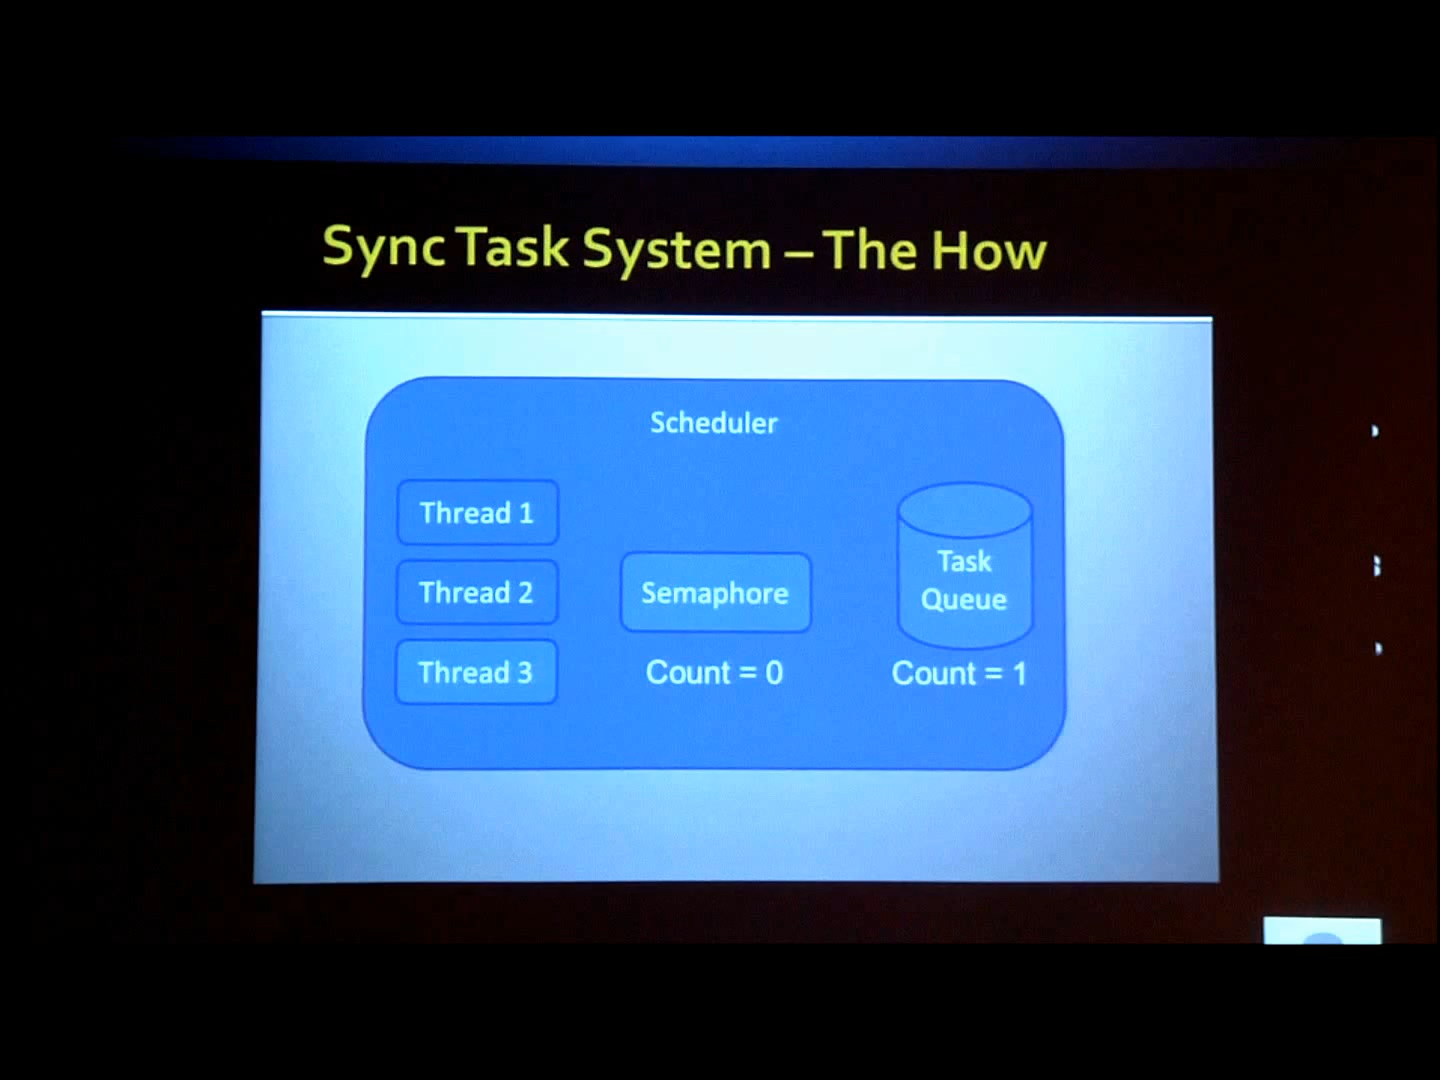 Sync Task System – The How
Scheduler
Thread 1
Thread 2
Thread 3
Semaphore
Count = 0
Task
Queue
Count = 1